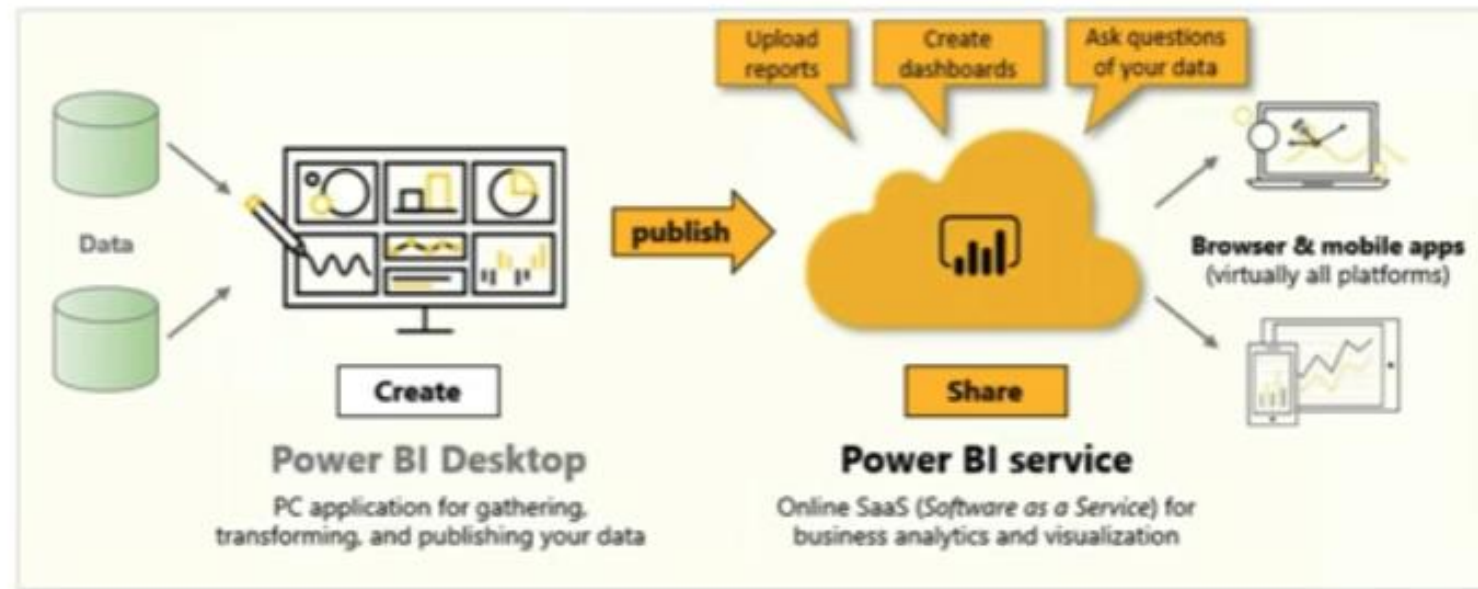 Upload
reports
Create
dashboards
Ask questions
of your data
Data
publish
Browser & mobile apps
(virtually all platforms)
Create
Share
Power BI Desktop
PC application for gathering,
transforming, and publishing your data
Power BI service
Online SaaS (Software as a Service) for
business analytics and visualization